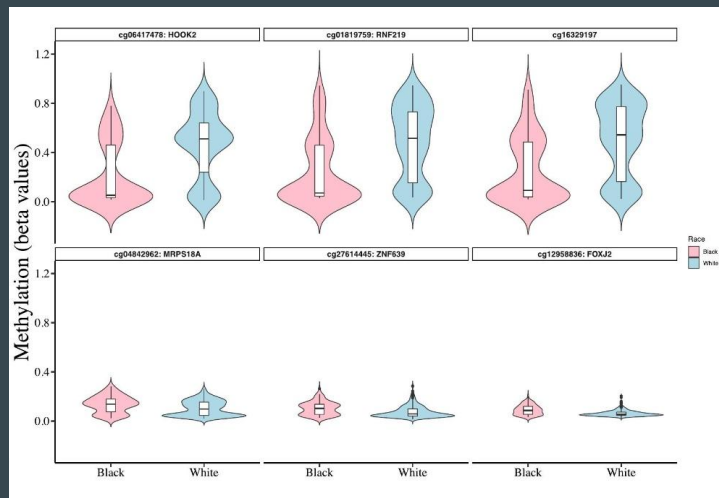 cg06417478: HOOK2
cg01819759: RNF219
cg16329197
1.2
0.8
0.4
0.0
cg04842962: MRPS18A
cg27614445: ZNF639
cg12958836: FOXJ2
1.2
0.8
0.4
0.0
Methylation (beta values)
Black
White
Black
White
Black
White
Race
Black
White